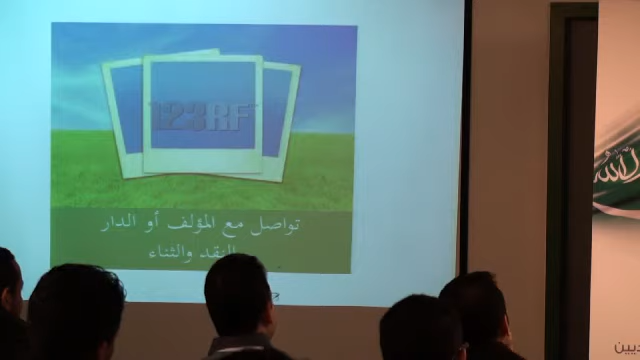 123RF
تواصل مع المؤلف أو الدار
النقد والثناء